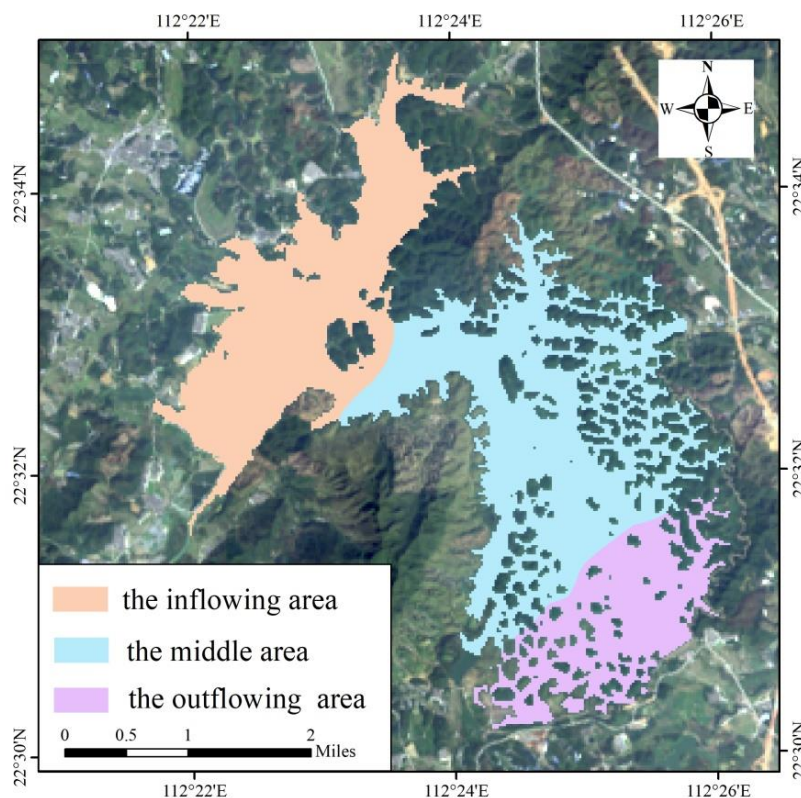 112°22'E 112°24'E 112°26'E
N
W E
S
22°34'N 22°34'N
22°32'N 22°32'N
22°30'N 22°30'N
the inflowing area
the middle area
the outflowing area
0 0.5 1 2
Miles
112°22'E 112°24'E 112°26'E